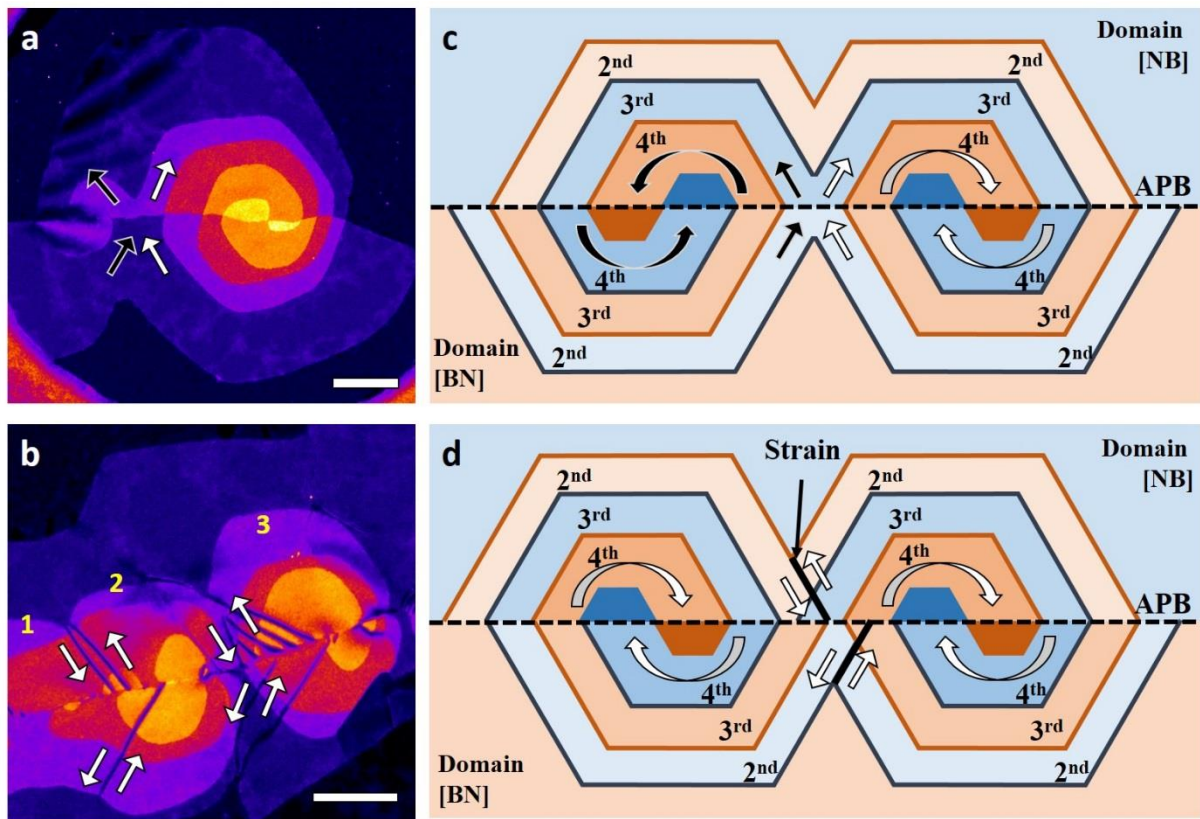 a
c
Domain
[NB]
2nd
2nd
3rd
3rd
4th
4th
APB
4th
4th
3rd
3rd
Domain
[BN]
2nd
2nd
b
1
2
3
d
Strain
Domain
[NB]
2nd
2nd
3rd
3rd
4th
4th
APB
4th
4th
3rd
3rd
Domain
[BN]
2nd
2nd